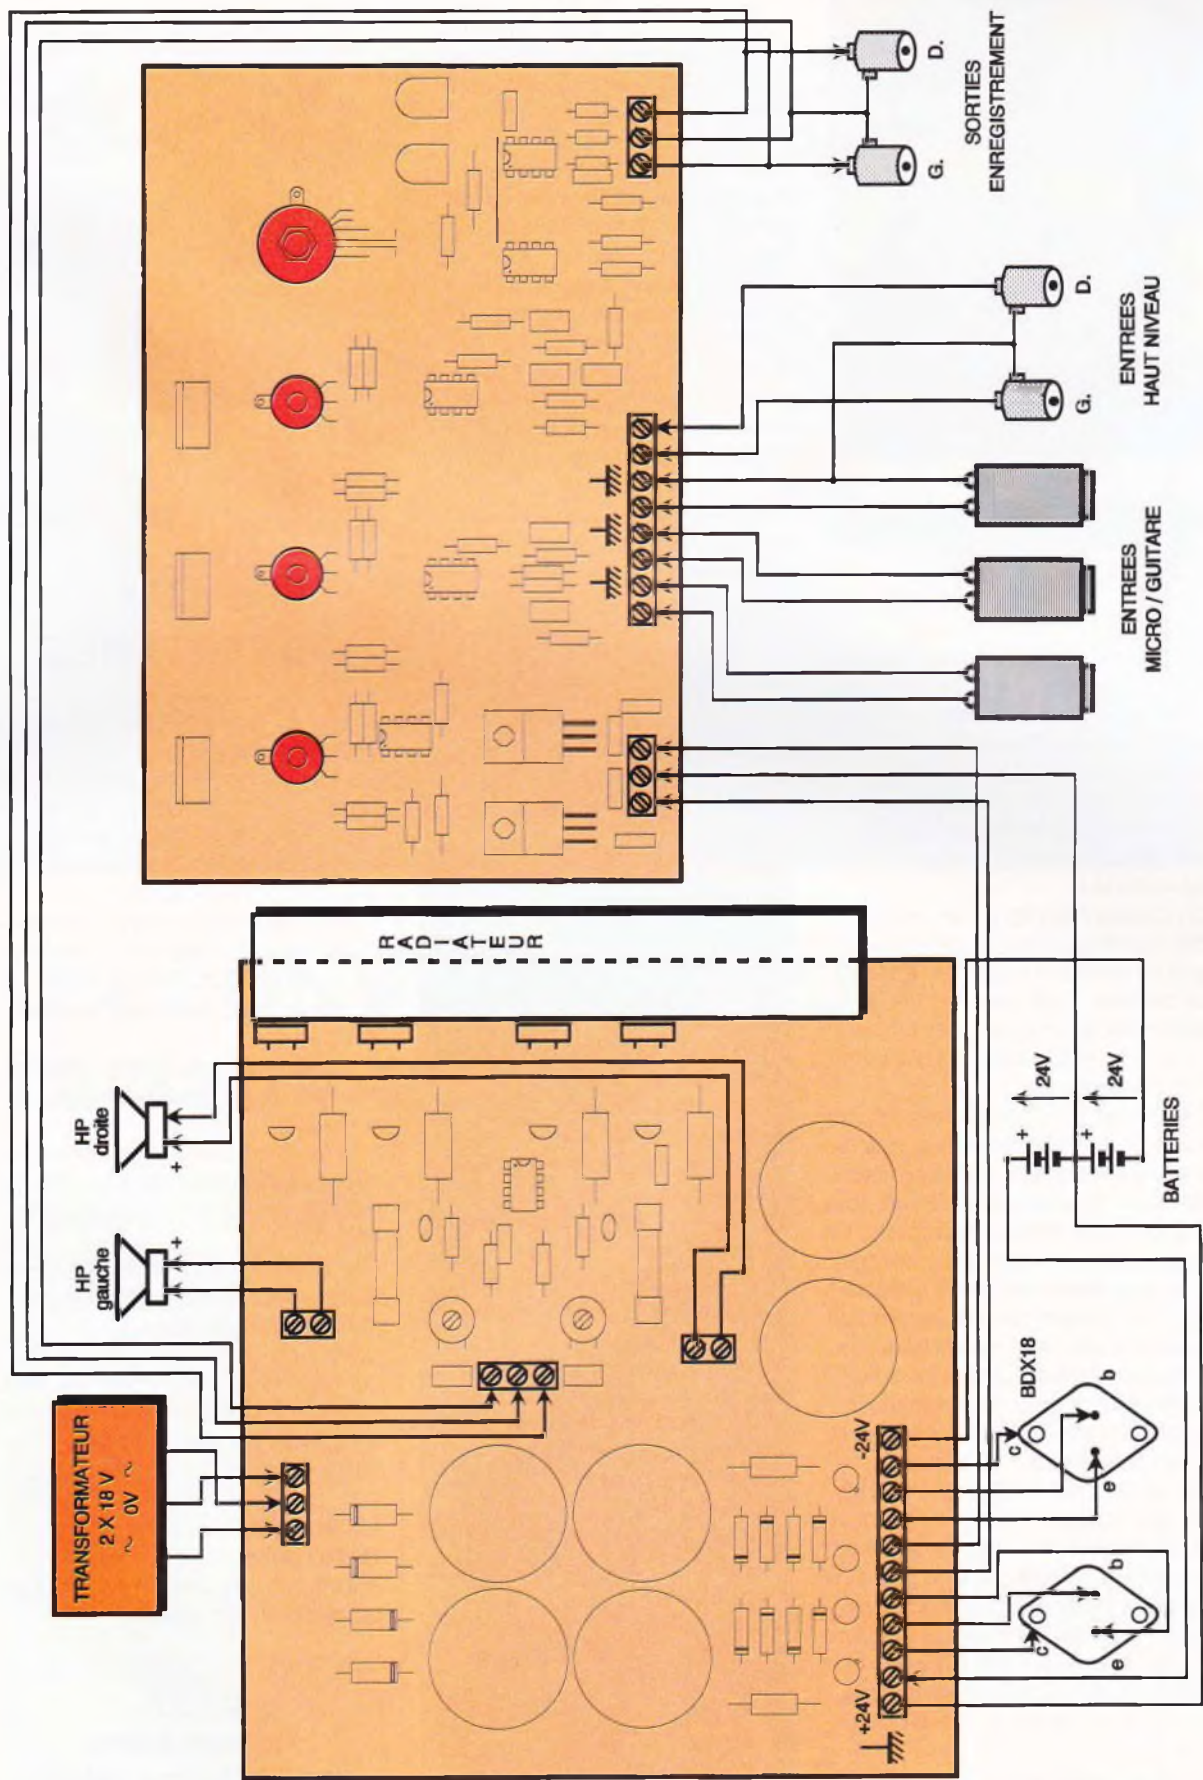 TRANSFORMATEUR
2 X 18 V
~ 0V ~
HP
gauche
+
HP
droite
+
RADIATEUR
SORTIES
ENREGISTREMENT
G.
D.
ENTREES
HAUT NIVEAU
G.
D.
ENTREES
MICRO / GUITARE
+24V
-24V
c
b
e
BDX18
c
b
e
+
24V
+
24V
BATTERIES